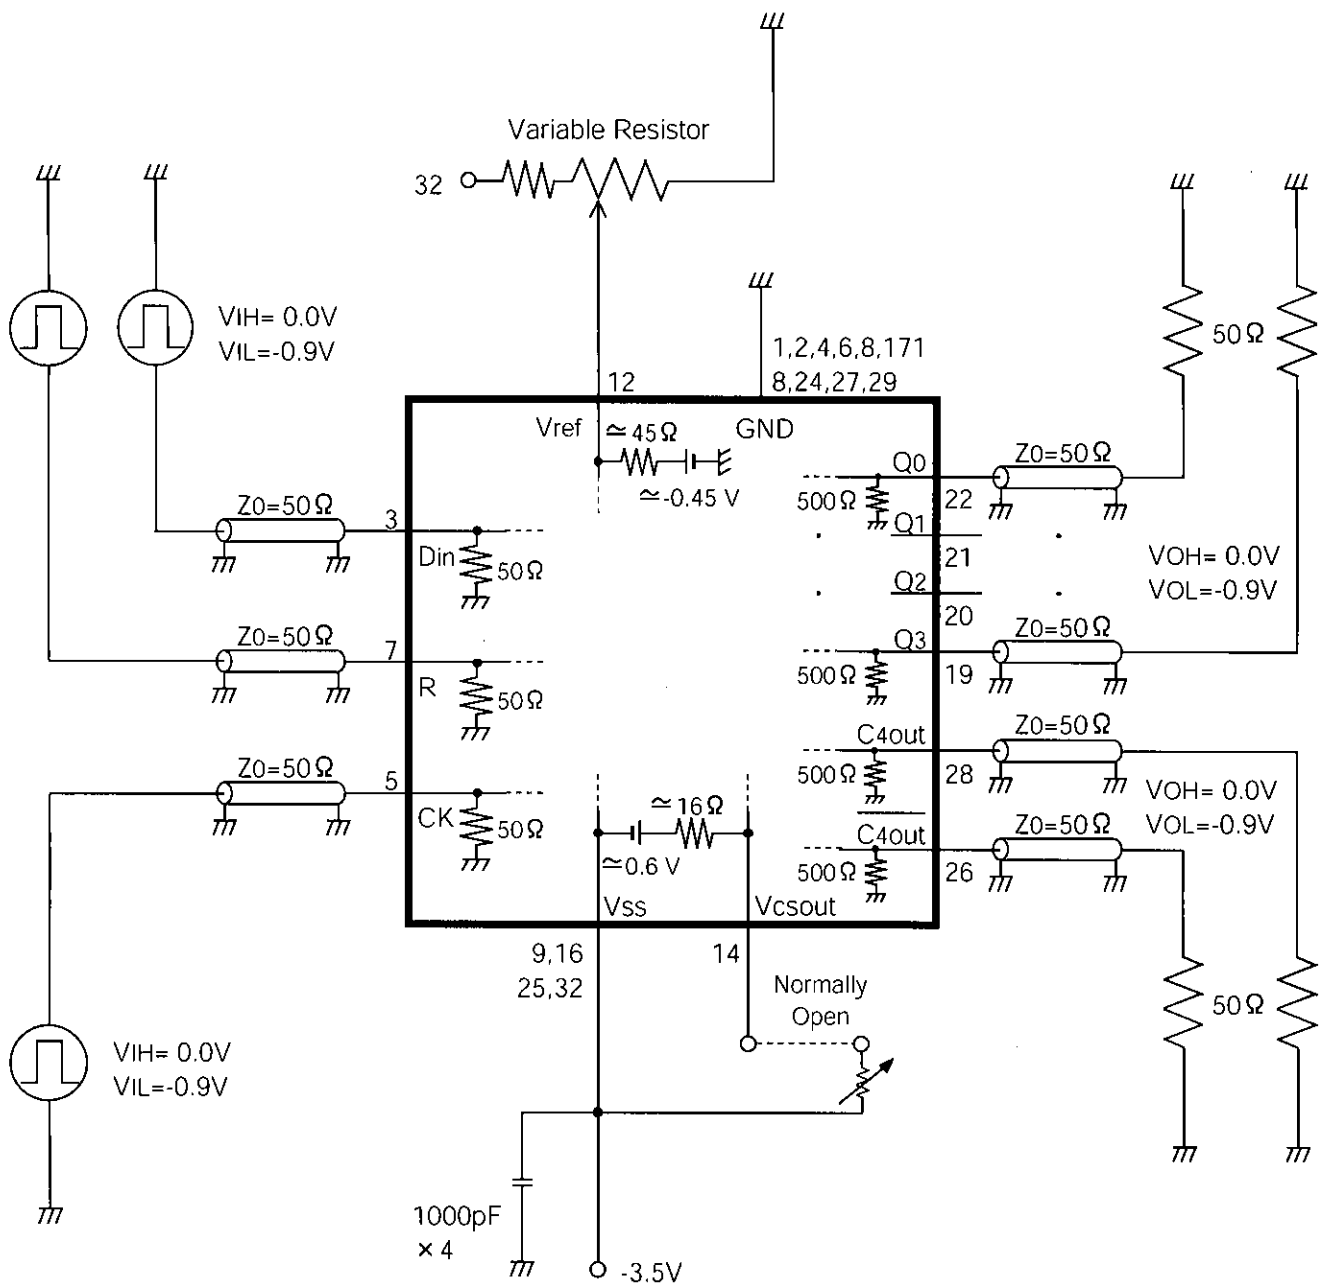 Variable Resistor
32
VIH= 0.0V
VIL=-0.9V
1,2,4,6,8,171
8,24,27,29
50Ω
12
Vref
≃45Ω
GND
≃-0.45 V
Z0=50Ω
3
Din
50Ω
Z0=50Ω
7
R
50Ω
Z0=50Ω
5
CK
50Ω
Q0
500Ω
22
Z0=50Ω
Q1
21
Q2
20
VOH= 0.0V
VOL=-0.9V
Q3
500Ω
19
Z0=50Ω
C4out
500Ω
28
Z0=50Ω
VOH= 0.0V
VOL=-0.9V
C4out
500Ω
26
Z0=50Ω
≃16Ω
≃0.6 V
Vss
Vcsout
9,16
25,32
14
Normally
Open
50Ω
VIH= 0.0V
VIL=-0.9V
1000pF
×4
-3.5V